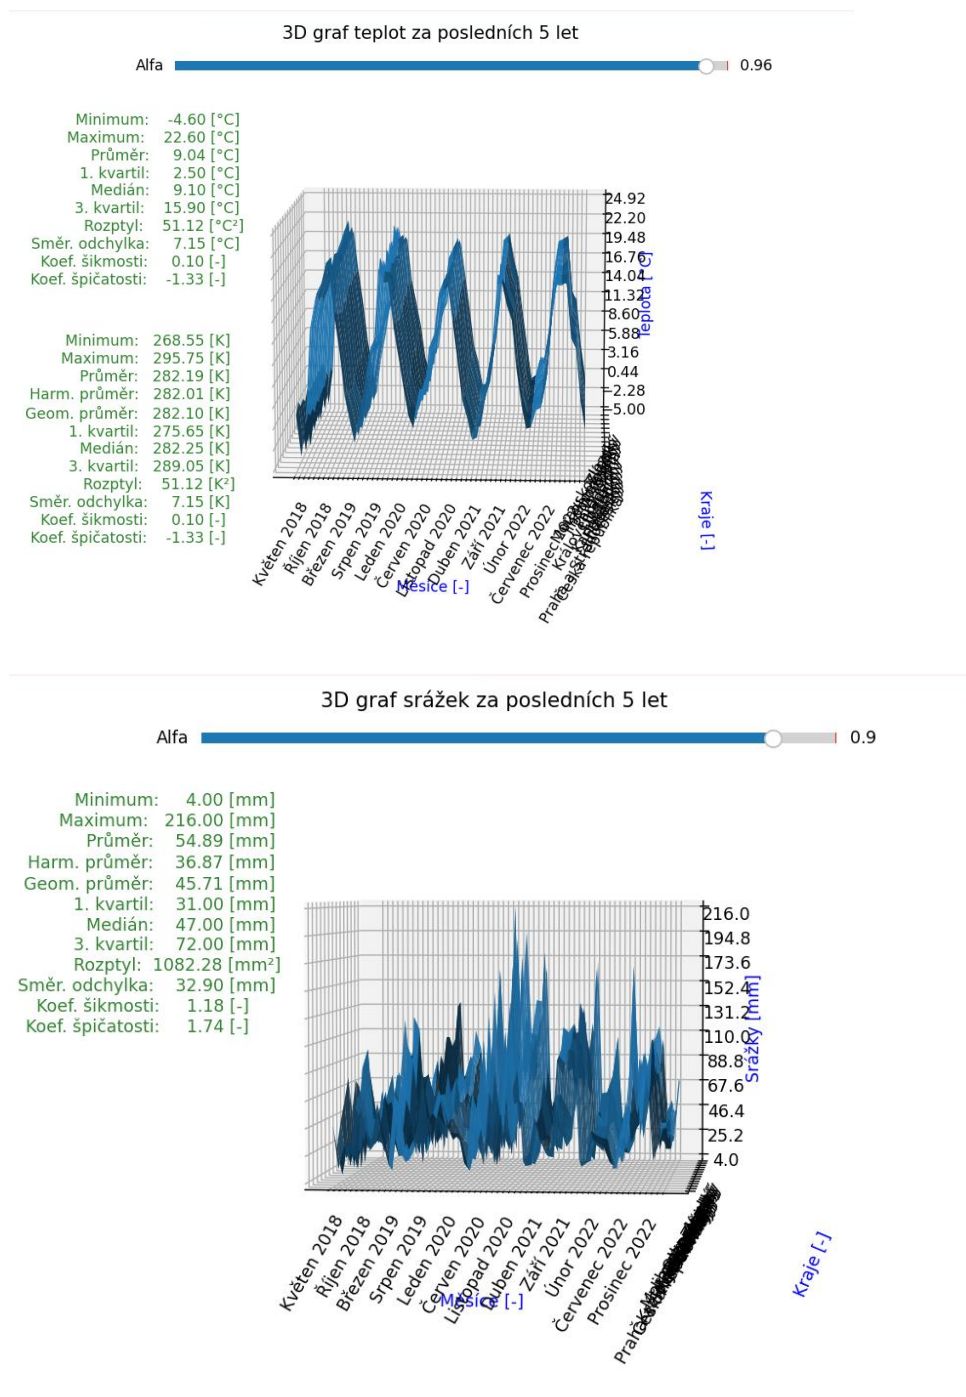 3D graf teplot za posledních 5 let
Alfa 0.96
Minimum: -4.60 [°C]
Maximum: 22.60 [°C]
Průměr: 9.04 [°C]
1. kvartil: 2.50 [°C]
Medián: 9.10 [°C]
3. kvartil: 15.90 [°C]
Rozptyl: 51.12 [°C²]
Směr. odchylka: 7.15 [°C]
Koef. šikmosti: 0.10 [-]
Koef. špičatosti: -1.33 [-]
Minimum: 268.55 [K]
Maximum: 295.75 [K]
Průměr: 282.19 [K]
Harm. průměr: 282.01 [K]
Geom. průměr: 282.10 [K]
1. kvartil: 275.65 [K]
Medián: 282.25 [K]
3. kvartil: 289.05 [K]
Rozptyl: 51.12 [K²]
Směr. odchylka: 7.15 [K]
Koef. šikmosti: 0.10 [-]
Koef. špičatosti: -1.33 [-]
24.92
22.20
19.48
16.76
14.04
11.32
8.60
5.88
3.16
0.44
-2.28
-5.00
Teplota [°C]
Květen 2018
Říjen 2018
Březen 2019
Srpen 2019
Leden 2020
Červen 2020
Listopad 2020
Duben 2021
Září 2021
Únor 2022
Červenec 2022
Prosinec 2022
Měsíce [-]
Kraje [-]
3D graf srážek za posledních 5 let
Alfa 0.9
Minimum: 4.00 [mm]
Maximum: 216.00 [mm]
Průměr: 54.89 [mm]
Harm. průměr: 36.87 [mm]
Geom. průměr: 45.71 [mm]
1. kvartil: 31.00 [mm]
Medián: 47.00 [mm]
3. kvartil: 72.00 [mm]
Rozptyl: 1082.28 [mm²]
Směr. odchylka: 32.90 [mm]
Koef. šikmosti: 1.18 [-]
Koef. špičatosti: 1.74 [-]
216.0
194.8
173.6
152.4
131.2
110.0
88.8
67.6
46.4
25.2
4.0
Srážky [mm]
Květen 2018
Říjen 2018
Březen 2019
Srpen 2019
Leden 2020
Červen 2020
Listopad 2020
Duben 2021
Září 2021
Únor 2022
Červenec 2022
Prosinec 2022
Měsíce [-]
Kraje [-]